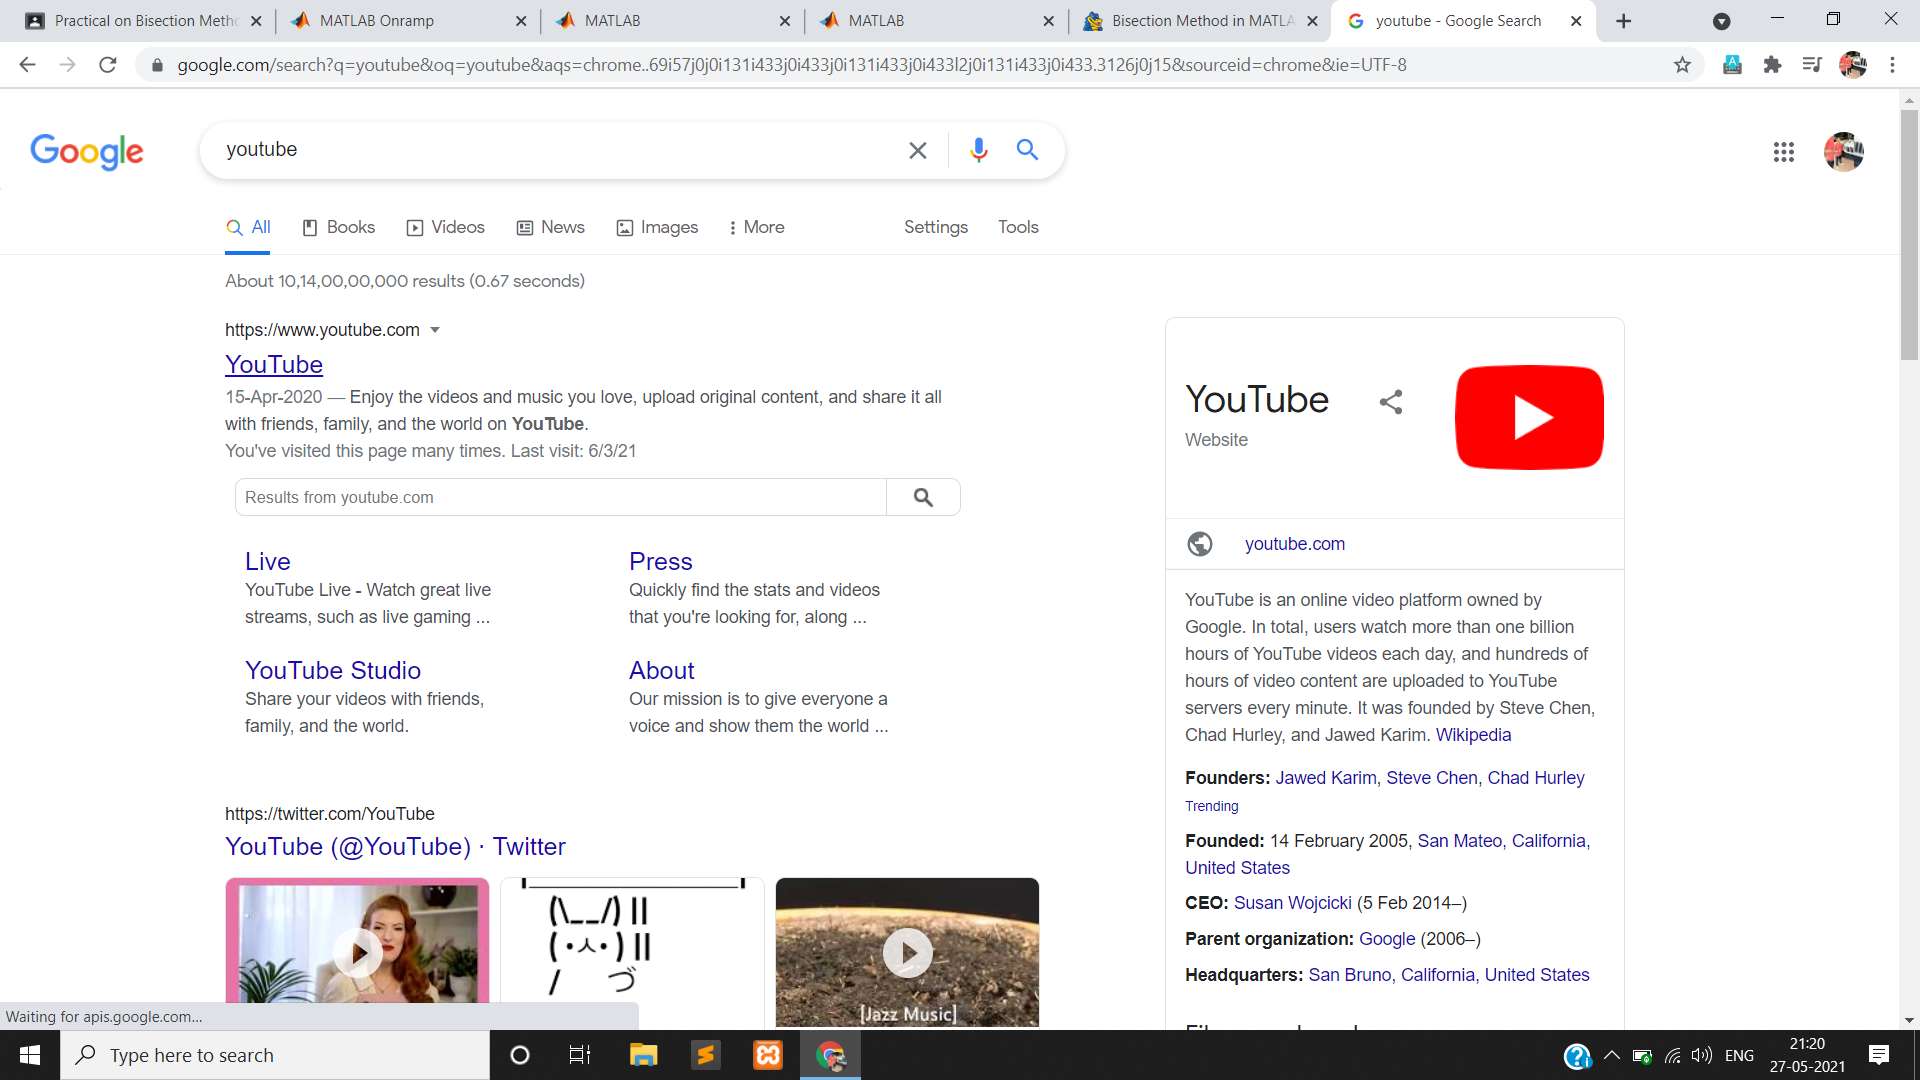 Practical on Bisection Metho
MATLAB Onramp
MATLAB
MATLAB
Bisection Method in MATLA
youtube - Google Search
google.com/search?q=youtube&oq=youtube&aqs=chrome..69i57j0j0i131i433j0i433j0i131i433j0i433l2j0i131i433j0i433.3126j0j15&sourceid=chrome&ie=UTF-8
Google
youtube
All
Books
Videos
News
Images
More
Settings
Tools
About 10,14,00,00,000 results (0.67 seconds)
https://www.youtube.com
YouTube
15-Apr-2020 — Enjoy the videos and music you love, upload original content, and share it all
with friends, family, and the world on YouTube.
You've visited this page many times. Last visit: 6/3/21
Results from youtube.com
Live
YouTube Live - Watch great live
streams, such as live gaming ...
Press
Quickly find the stats and videos
that you're looking for, along ...
YouTube Studio
Share your videos with friends,
family, and the world.
About
Our mission is to give everyone a
voice and show them the world ...
https://twitter.com/YouTube
YouTube (@YouTube) · Twitter
(\__/) ||
(•人•) ||
/ づ
[Jazz Music]
YouTube
Website
youtube.com
YouTube is an online video platform owned by
Google. In total, users watch more than one billion
hours of YouTube videos each day, and hundreds of
hours of video content are uploaded to YouTube
servers every minute. It was founded by Steve Chen,
Chad Hurley, and Jawed Karim. Wikipedia
Founders: Jawed Karim, Steve Chen, Chad Hurley
Trending
Founded: 14 February 2005, San Mateo, California,
United States
CEO: Susan Wojcicki (5 Feb 2014–)
Parent organization: Google (2006–)
Headquarters: San Bruno, California, United States
Waiting for apis.google.com...
Type here to search
ENG
21:20
27-05-2021